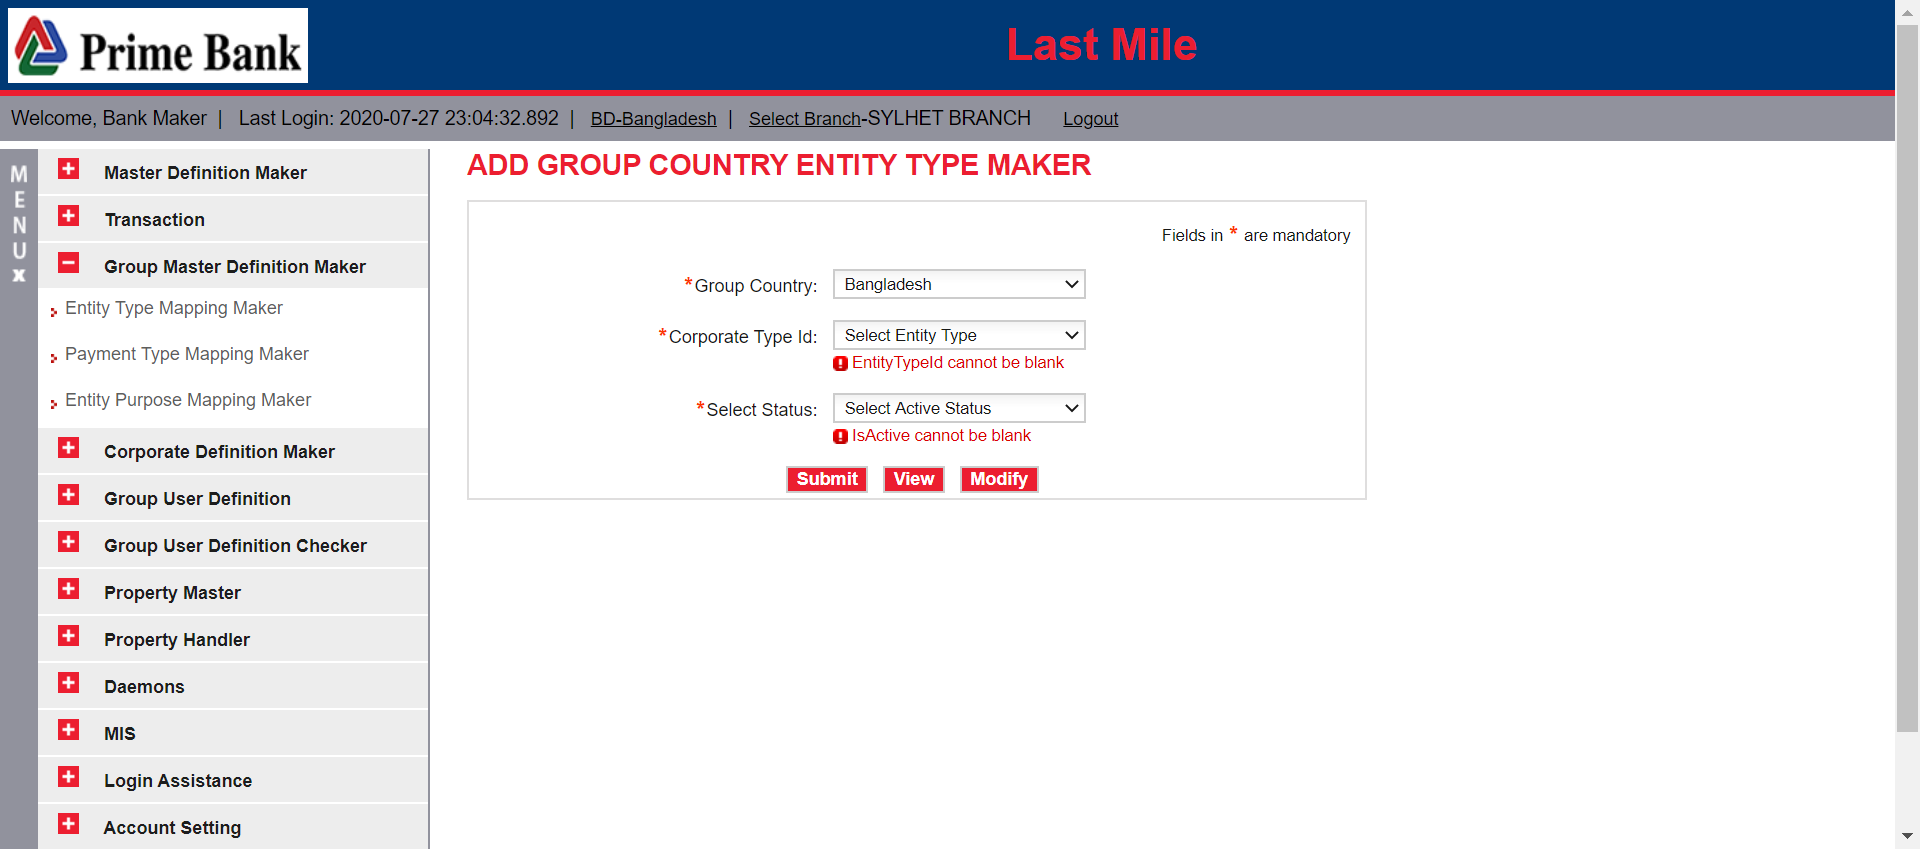 Prime Bank
Last Mile
Welcome, Bank Maker | Last Login: 2020-07-27 23:04:32.892 | BD-Bangladesh | Select Branch-SYLHET BRANCH Logout
MENU x
Master Definition Maker
Transaction
Group Master Definition Maker
Entity Type Mapping Maker
Payment Type Mapping Maker
Entity Purpose Mapping Maker
Corporate Definition Maker
Group User Definition
Group User Definition Checker
Property Master
Property Handler
Daemons
MIS
Login Assistance
Account Setting
ADD GROUP COUNTRY ENTITY TYPE MAKER
Fields in * are mandatory
*Group Country: Bangladesh
*Corporate Type Id: Select Entity Type
EntityTypeId cannot be blank
*Select Status: Select Active Status
IsActive cannot be blank
Submit View Modify